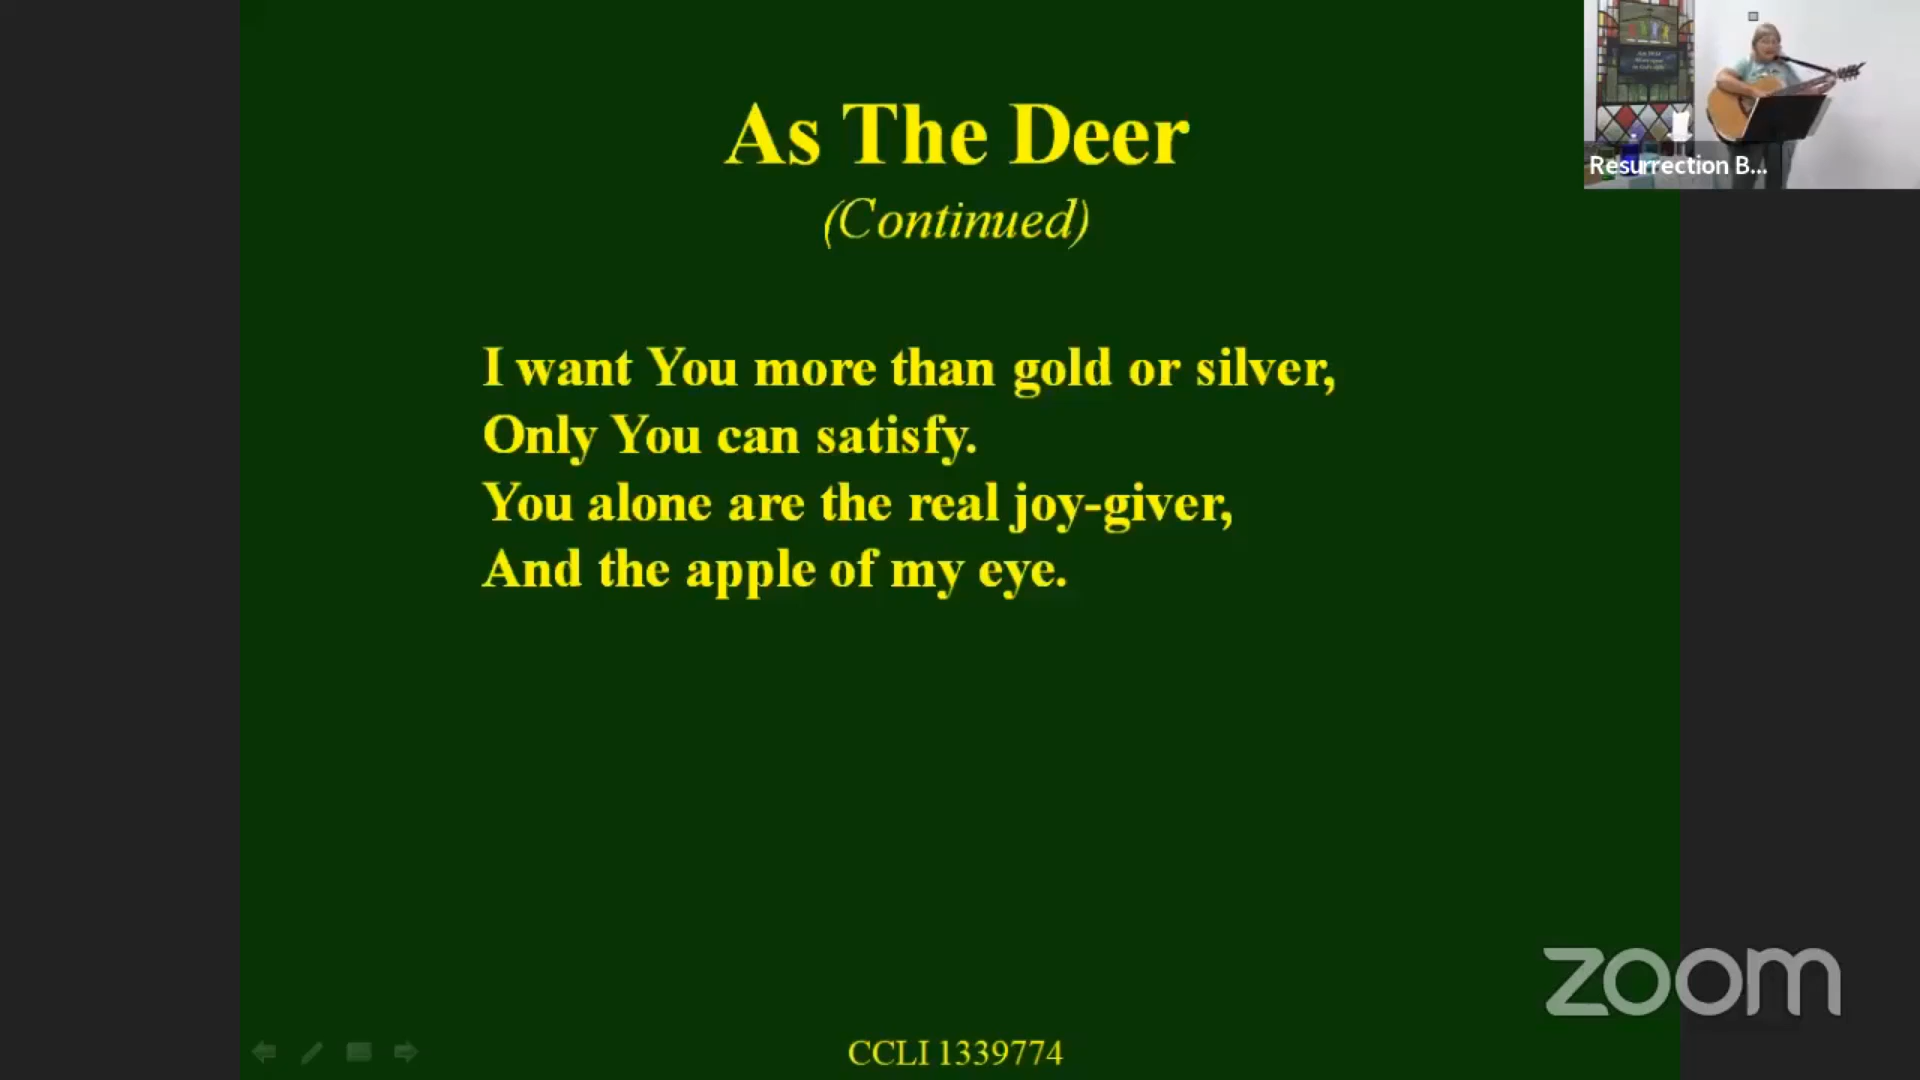 As The Deer
(Continued)
I want You more than gold or silver,
Only You can satisfy.
You alone are the real joy-giver,
And the apple of my eye.
CCLI 1339774
Resurrection B...
zoom